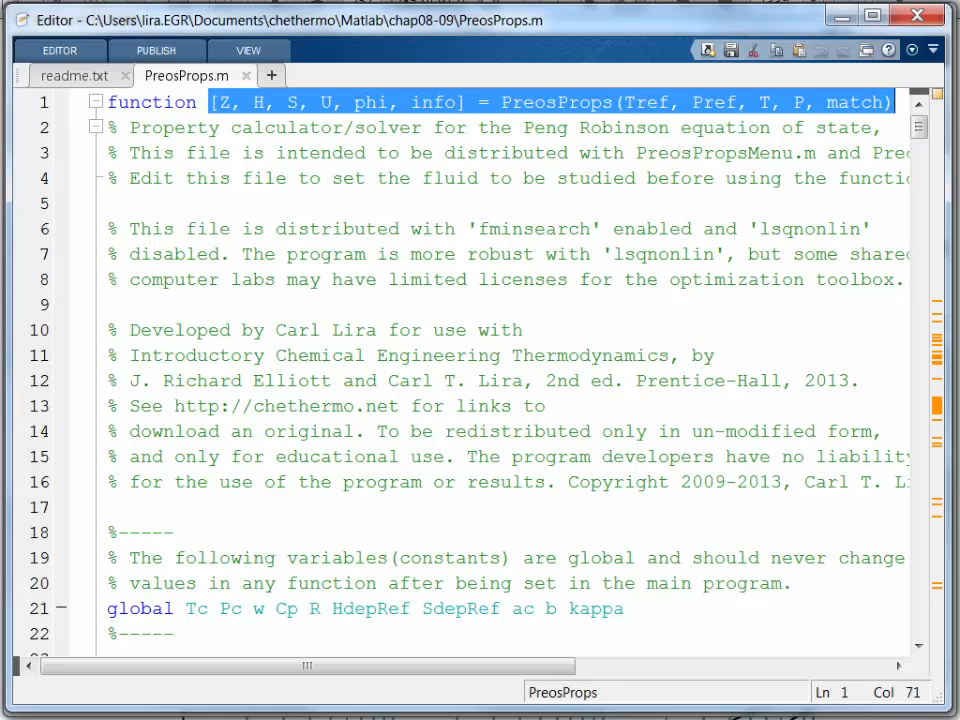 Editor - C:\Users\lira.EGR\Documents\chethermo\Matlab\chap08-09\PreosProps.m
EDITOR PUBLISH VIEW
readme.txt × PreosProps.m × +
1 function [Z, H, S, U, phi, info] = PreosProps(Tref, Pref, T, P, match)
2 % Property calculator/solver for the Peng Robinson equation of state,
3 % This file is intended to be distributed with PreosPropsMenu.m and Pre
4 % Edit this file to set the fluid to be studied before using the functi
5
6 % This file is distributed with 'fminsearch' enabled and 'lsqnonlin'
7 % disabled. The program is more robust with 'lsqnonlin', but some shared
8 % computer labs may have limited licenses for the optimization toolbox.
9
10 % Developed by Carl Lira for use with
11 % Introductory Chemical Engineering Thermodynamics, by
12 % J. Richard Elliott and Carl T. Lira, 2nd ed. Prentice-Hall, 2013.
13 % See http://chethermo.net for links to
14 % download an original. To be redistributed only in un-modified form,
15 % and only for educational use. The program developers have no liability
16 % for the use of the program or results. Copyright 2009-2013, Carl T. L
17
18 %-----
19 % The following variables(constants) are global and should never change
20 % values in any function after being set in the main program.
21 global Tc Pc w Cp R HdepRef SdepRef ac b kappa
22 %-----
PreosProps Ln 1 Col 71